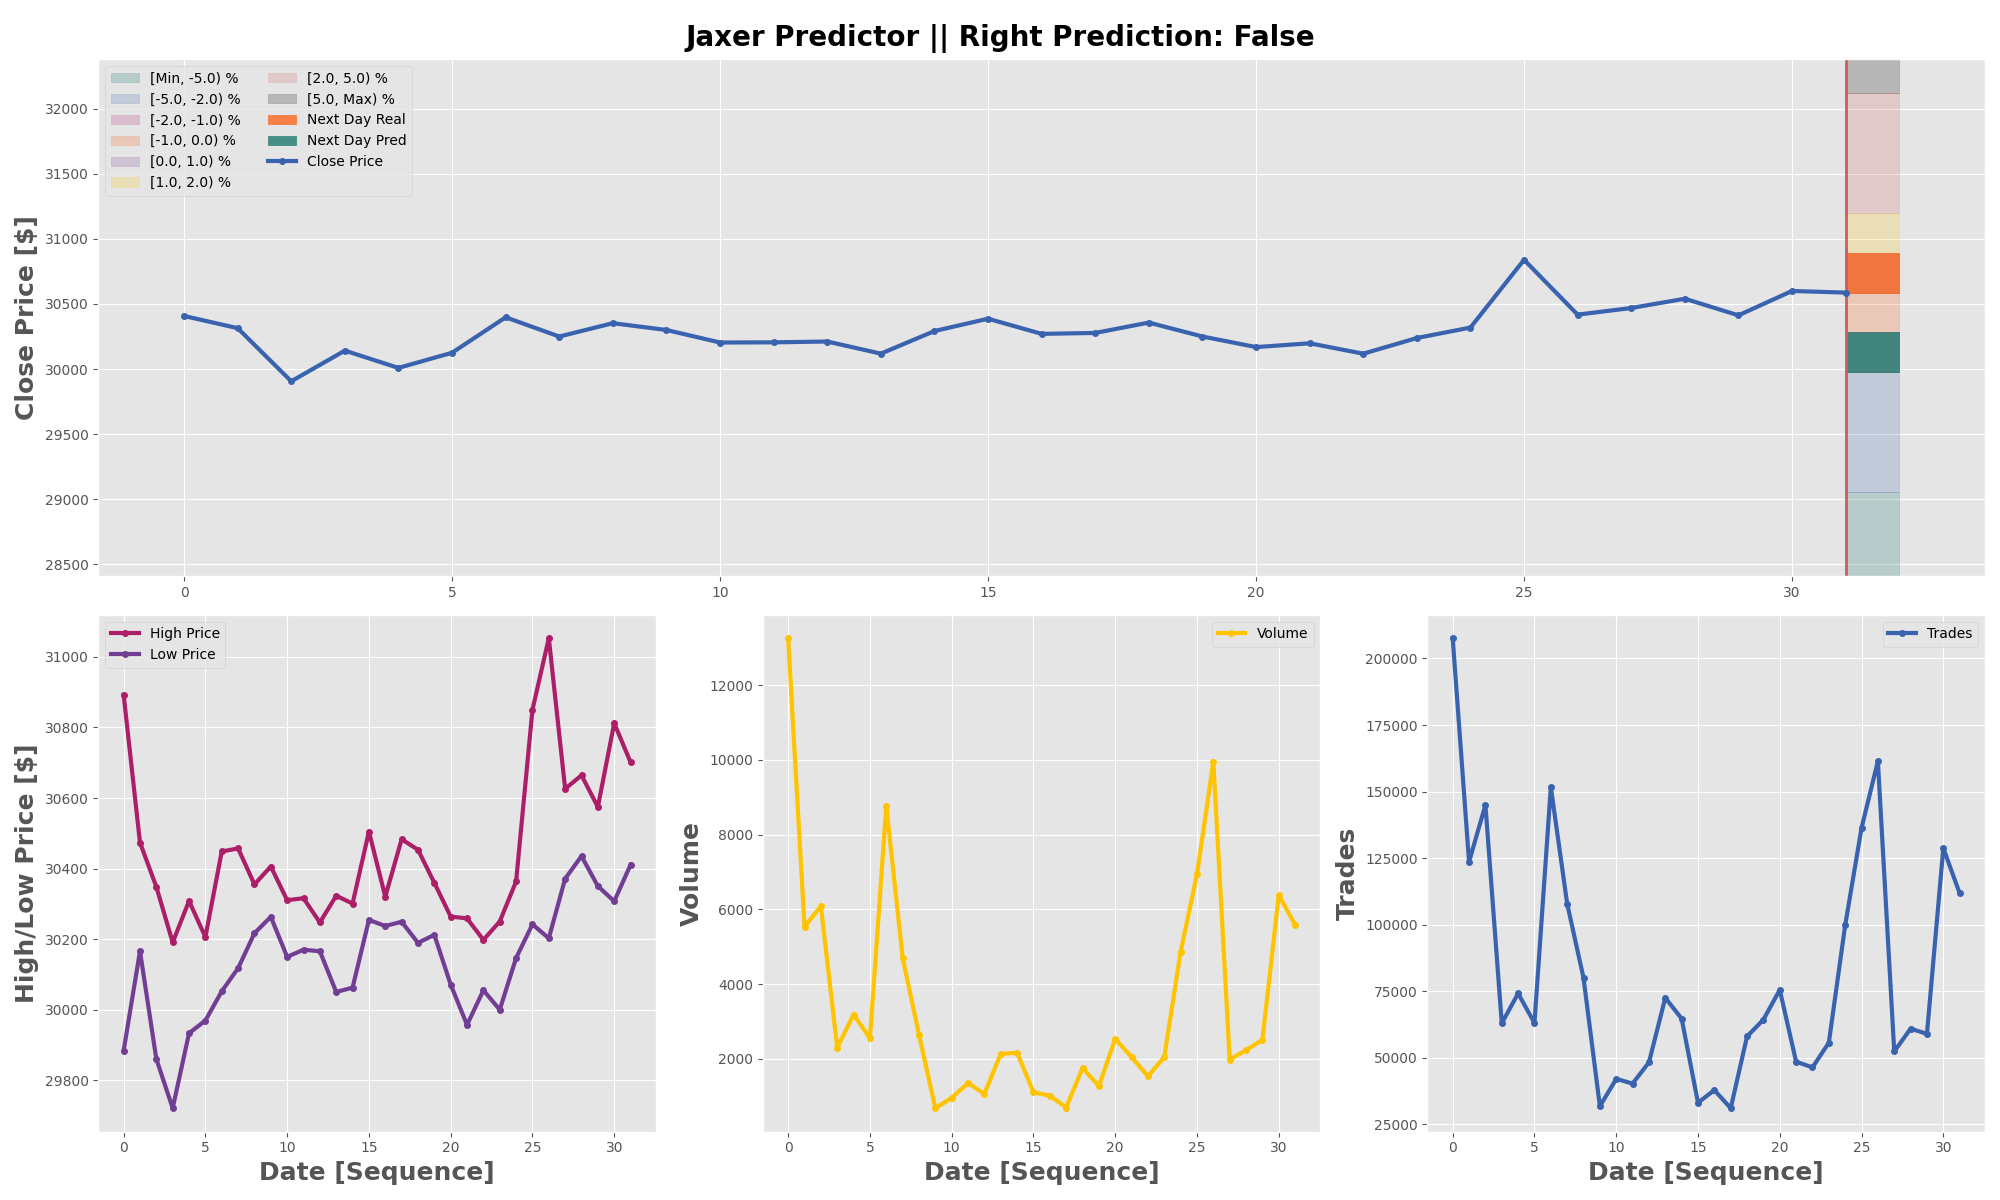 Jaxer Predictor || Right Prediction: False
[Min, -5.0) %
[-5.0, -2.0) %
[-2.0, -1.0) %
[-1.0, 0.0) %
[0.0, 1.0) %
[1.0, 2.0) %
[2.0, 5.0) %
[5.0, Max) %
Next Day Real
Next Day Pred
Close Price
Close Price [$]
32000
31500
31000
30500
30000
29500
29000
28500
0 5 10 15 20 25 30
High Price
Low Price
High/Low Price [$]
31000
30800
30600
30400
30200
30000
29800
0 5 10 15 20 25 30
Date [Sequence]
Volume
Volume
12000
10000
8000
6000
4000
2000
0 5 10 15 20 25 30
Date [Sequence]
Trades
Trades
200000
175000
150000
125000
100000
75000
50000
25000
0 5 10 15 20 25 30
Date [Sequence]